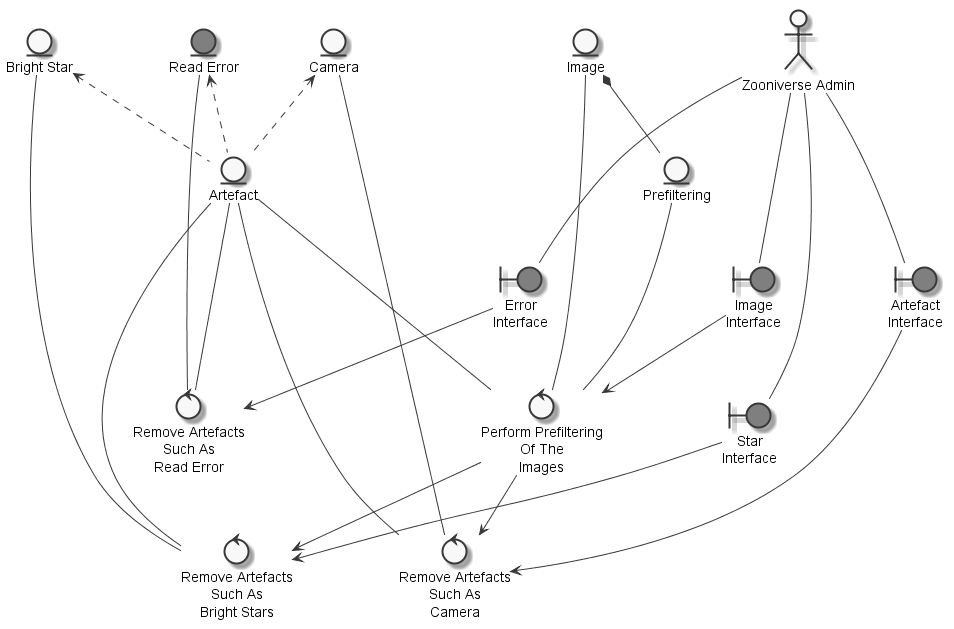 Bright Star
Read Error
Camera
Image
Zooniverse Admin
Artefact
Prefiltering
Error
Interface
Image
Interface
Artefact
Interface
Remove Artefacts
Such As
Read Error
Perform Prefiltering
Of The
Images
Star
Interface
Remove Artefacts
Such As
Bright Stars
Remove Artefacts
Such As
Camera